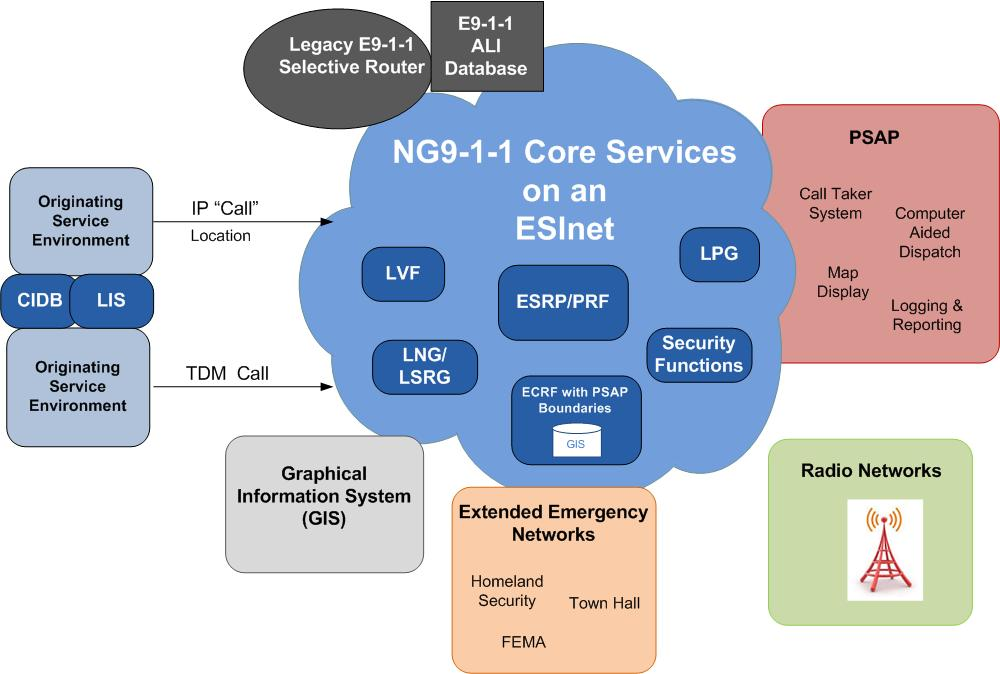 Legacy E9-1-1
Selective Router
E9-1-1
ALI
Database
NG9-1-1 Core Services
on an
ESInet
PSAP
Call Taker
System
Computer
Aided
Dispatch
Map
Display
Logging &
Reporting
Originating
Service
Environment
IP “Call”
Location
CIDB
LIS
Originating
Service
Environment
TDM Call
LVF
ESRP/PRF
LPG
LNG/
LSRG
Security
Functions
ECRF with PSAP
Boundaries
GIS
Graphical
Information System
(GIS)
Extended Emergency
Networks
Homeland
Security
Town Hall
FEMA
Radio Networks